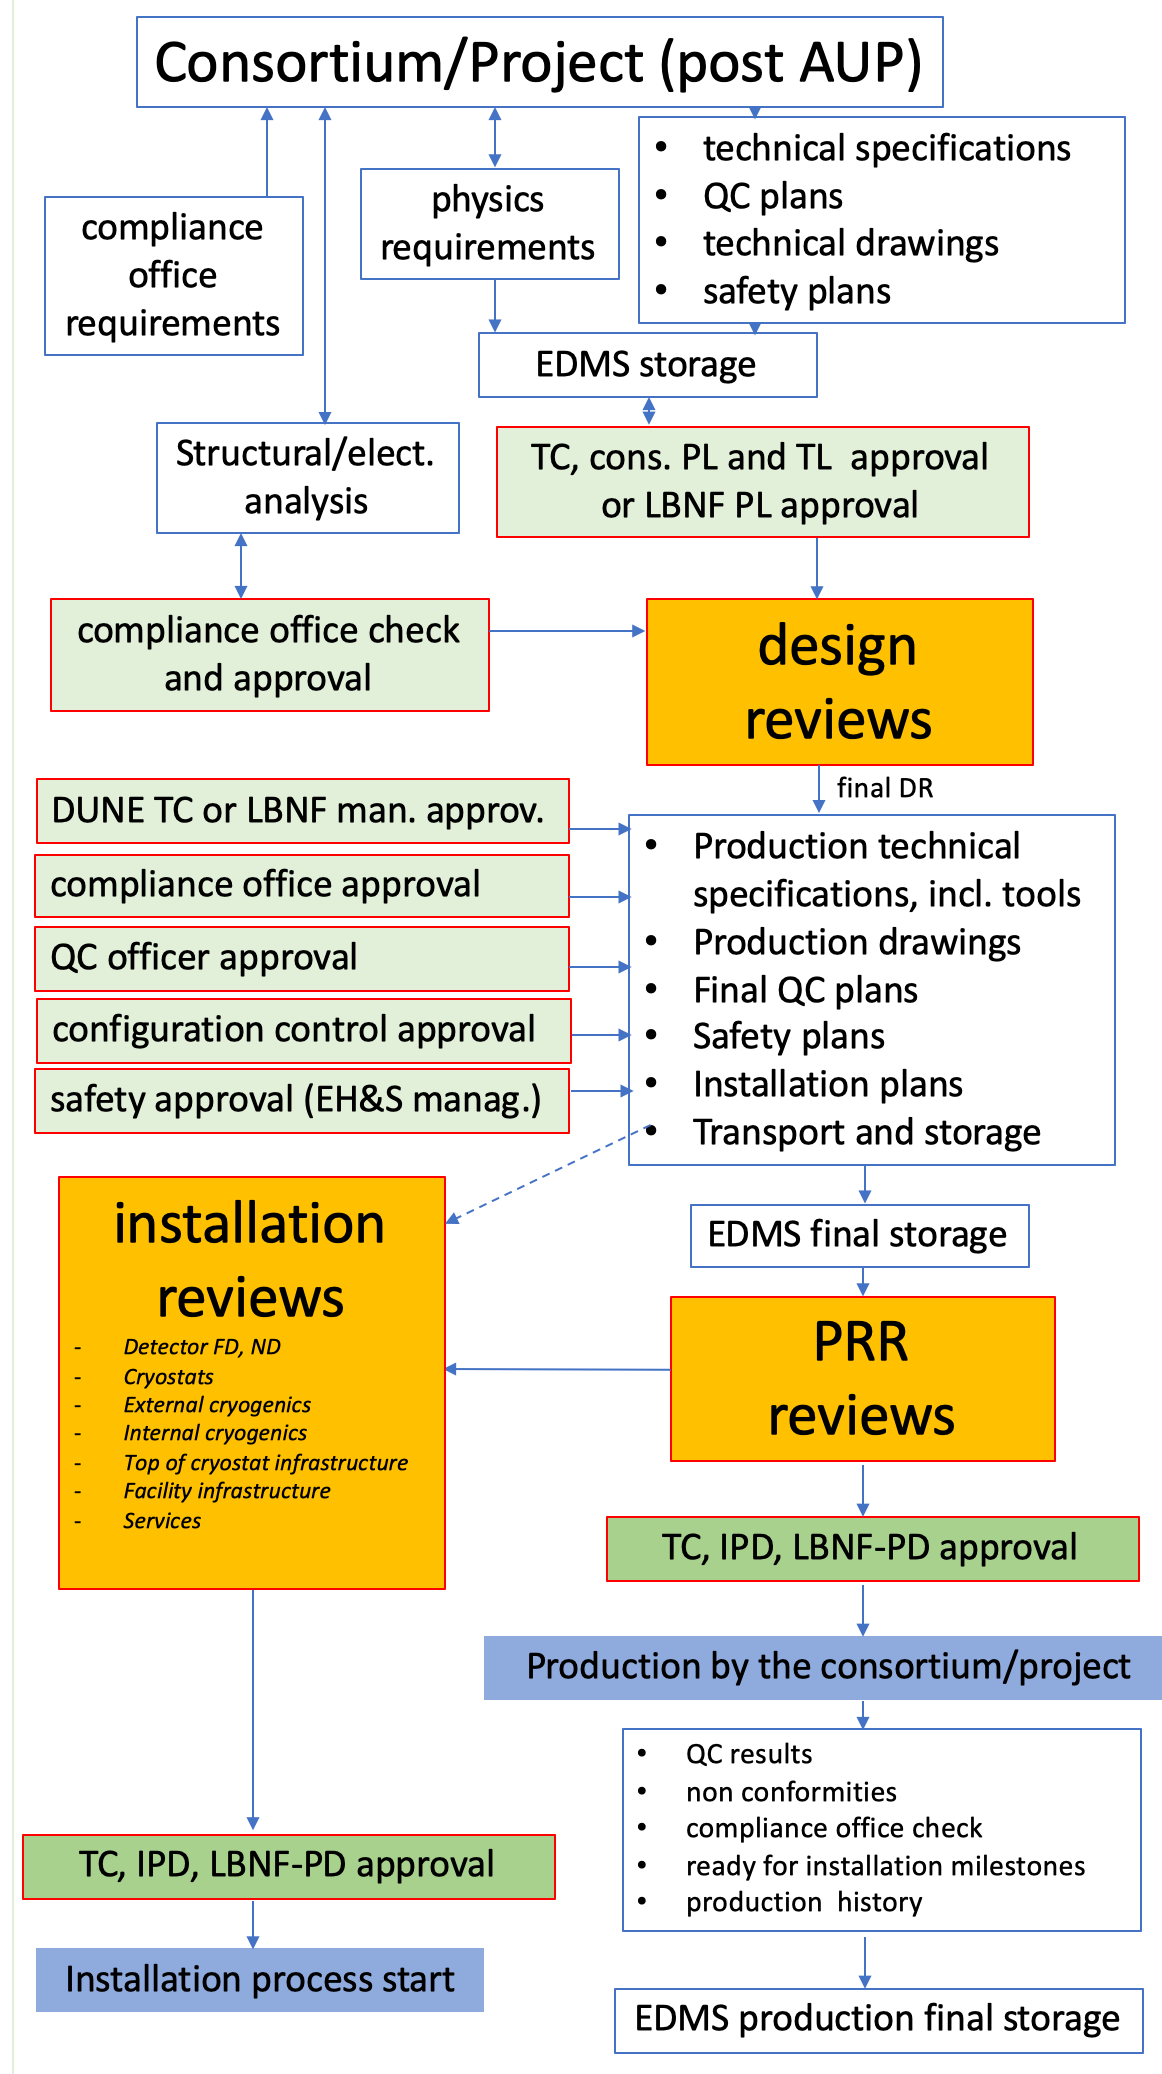 Consortium/Project (post AUP)
compliance
office
requirements
physics
requirements
• technical specifications
• QC plans
• technical drawings
• safety plans
EDMS storage
Structural/elect.
analysis
TC, cons. PL and TL approval
or LBNF PL approval
compliance office check
and approval
design
reviews
final DR
DUNE TC or LBNF man. approv.
compliance office approval
QC officer approval
configuration control approval
safety approval (EH&S manag.)
• Production technical
specifications, incl. tools
• Production drawings
• Final QC plans
• Safety plans
• Installation plans
• Transport and storage
EDMS final storage
installation
reviews
- Detector FD, ND
- Cryostats
- External cryogenics
- Internal cryogenics
- Top of cryostat infrastructure
- Facility infrastructure
- Services
PRR
reviews
TC, IPD, LBNF-PD approval
Production by the consortium/project
• QC results
• non conformities
• compliance office check
• ready for installation milestones
• production history
TC, IPD, LBNF-PD approval
Installation process start
EDMS production final storage